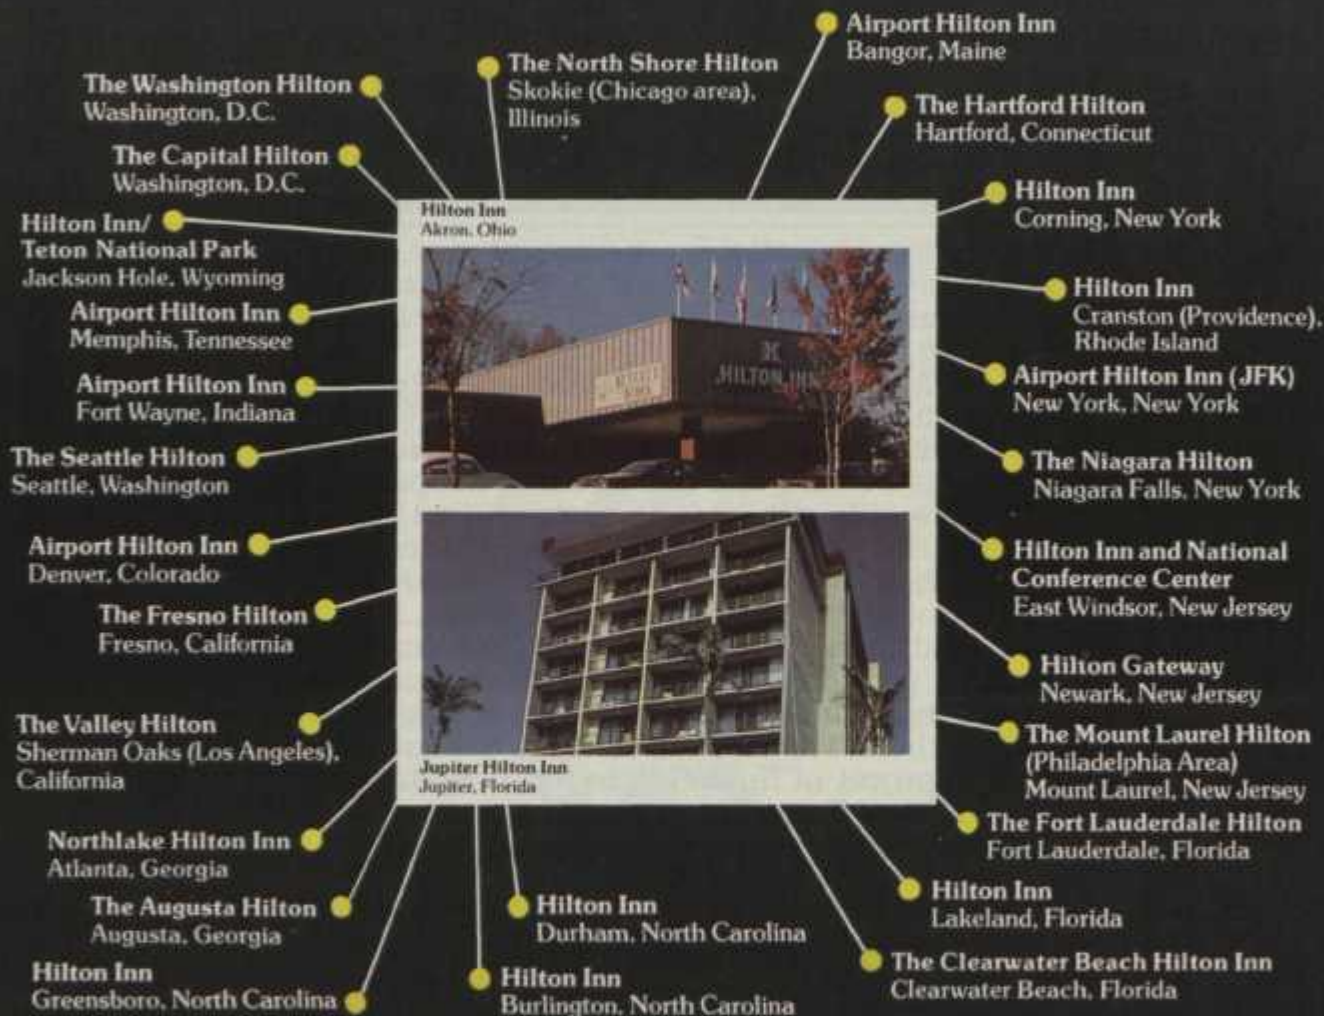 Airport Hilton Inn
Bangor, Maine
The North Shore Hilton
Skokie (Chicago area),
Illinois
The Washington Hilton
Washington, D.C.
The Hartford Hilton
Hartford, Connecticut
The Capital Hilton
Washington, D.C.
Hilton Inn
Corning, New York
Hilton Inn/
Teton National Park
Jackson Hole, Wyoming
Hilton Inn
Akron, Ohio
HILTON INN
Hilton Inn
Cranston (Providence),
Rhode Island
Airport Hilton Inn
Memphis, Tennessee
Airport Hilton Inn (JFK)
New York, New York
Airport Hilton Inn
Fort Wayne, Indiana
The Seattle Hilton
Seattle, Washington
The Niagara Hilton
Niagara Falls, New York
Airport Hilton Inn
Denver, Colorado
Hilton Inn and National
Conference Center
East Windsor, New Jersey
The Fresno Hilton
Fresno, California
Hilton Gateway
Newark, New Jersey
The Valley Hilton
Sherman Oaks (Los Angeles),
California
The Mount Laurel Hilton
(Philadelphia Area)
Mount Laurel, New Jersey
Jupiter Hilton Inn
Jupiter, Florida
The Fort Lauderdale Hilton
Fort Lauderdale, Florida
Northlake Hilton Inn
Atlanta, Georgia
Hilton Inn
Lakeland, Florida
The Augusta Hilton
Augusta, Georgia
Hilton Inn
Durham, North Carolina
The Clearwater Beach Hilton Inn
Clearwater Beach, Florida
Hilton Inn
Greensboro, North Carolina
Hilton Inn
Burlington, North Carolina